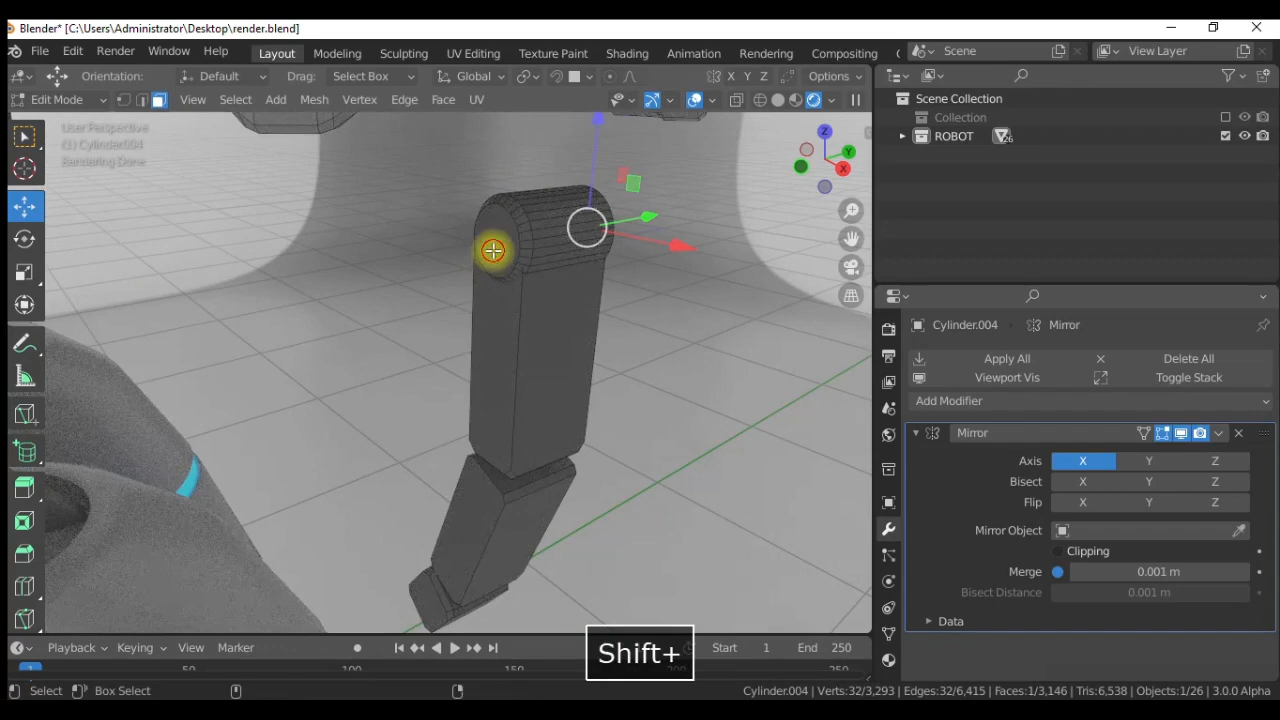 Blender* [C:\Users\Administrator\Desktop\render.blend]
File Edit Render Window Help Layout Modeling Sculpting UV Editing Texture Paint Shading Animation Rendering Compositing Scene View Layer
Orientation: Default Drag: Select Box Global X Y Z Options
Edit Mode View Select Add Mesh Vertex Edge Face UV
Scene Collection
Collection
ROBOT 26
User Perspective
(1) Cylinder.004
Rendering Done
Z
Y
X
Cylinder.004 Mirror
Apply All Delete All
Viewport Vis Toggle Stack
Add Modifier
Mirror
Axis X Y Z
Bisect X Y Z
Flip X Y Z
Mirror Object
Clipping
Merge 0.001 m
Bisect Distance 0.001 m
Data
Shift+
Playback Keying View Marker Start 1 End 250
1 50 100 150 200 250
Select Box Select Cylinder.004 | Verts:32/3,293 | Edges:32/6,415 | Faces:1/3,146 | Tris:6,538 | Objects:1/26 | 3.0.0 Alpha